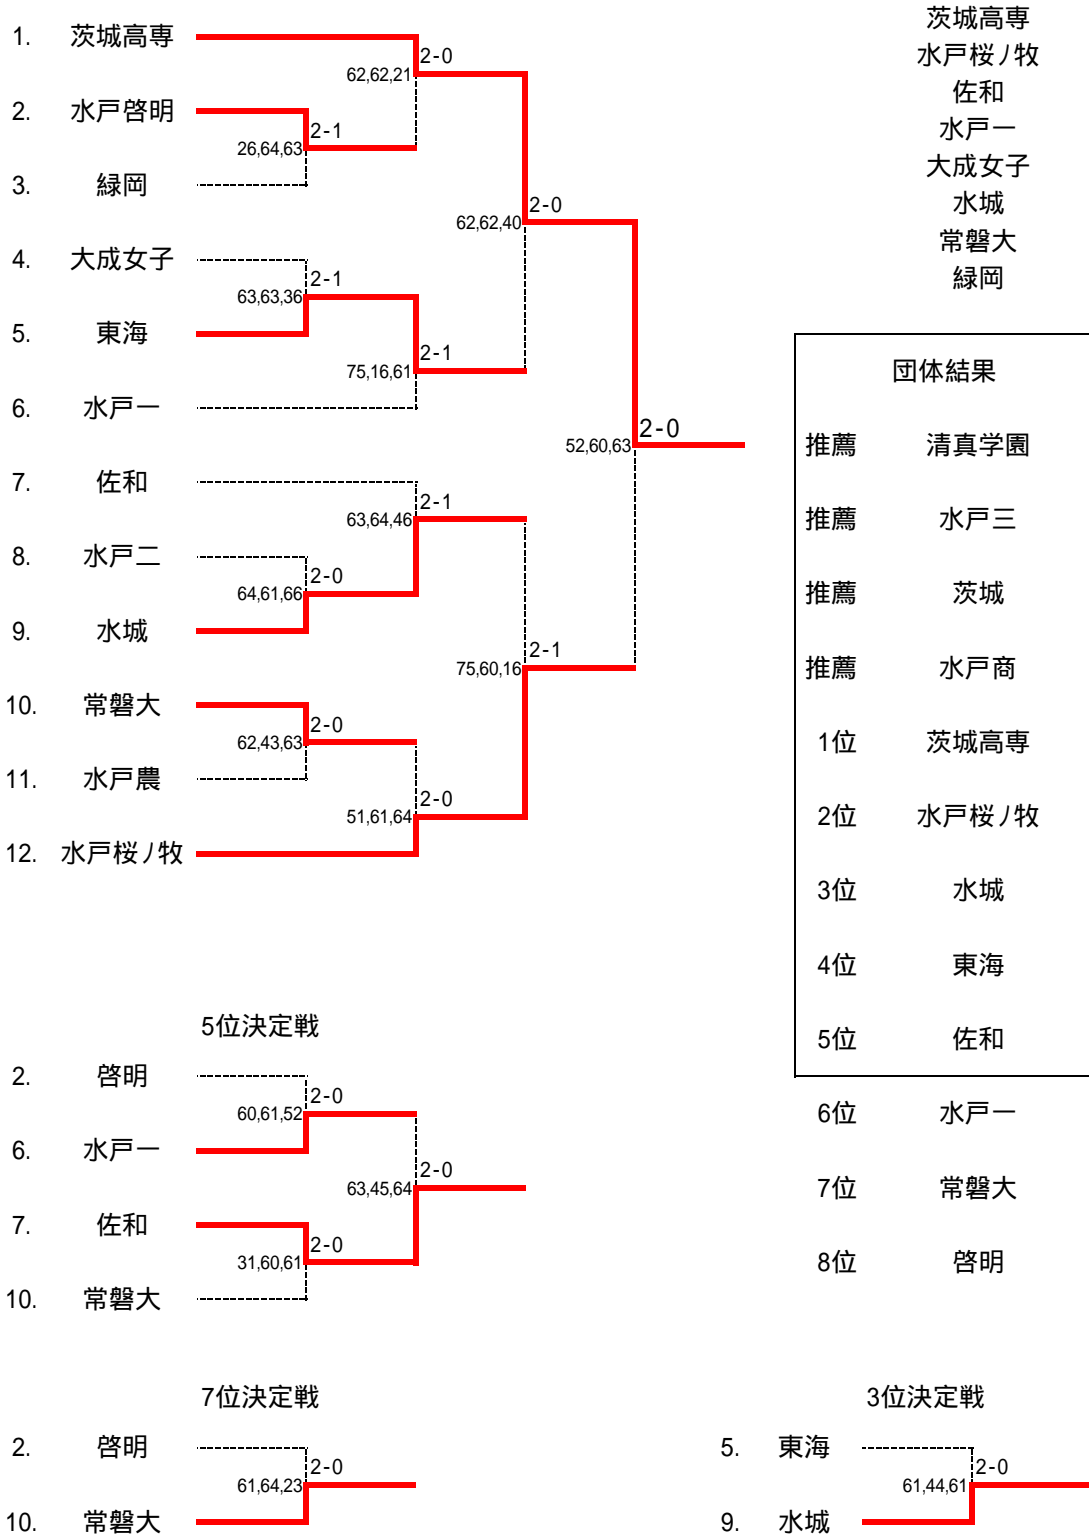 1. 茨城高専
2-0
62,62,21
2. 水戸啓明
2-1
26,64,63
3. 緑岡
2-0
62,62,40
4. 大成女子
2-1
63,63,36
5. 東海
2-1
75,16,61
6. 水戸一
2-0
52,60,63
7. 佐和
2-1
63,64,46
8. 水戸二
2-0
64,61,66
9. 水城
2-1
75,60,16
10. 常磐大
2-0
62,43,63
11. 水戸農
2-0
51,61,64
12. 水戸桜ノ牧
茨城高専
水戸桜ノ牧
佐和
水戸一
大成女子
水城
常磐大
緑岡
団体結果
推薦 清真学園
推薦 水戸三
推薦 茨城
推薦 水戸商
1位 茨城高専
2位 水戸桜ノ牧
3位 水城
4位 東海
5位 佐和
6位 水戸一
7位 常磐大
8位 啓明
5位決定戦
2. 啓明
2-0
60,61,52
6. 水戸一
2-0
63,45,64
7. 佐和
2-0
31,60,61
10. 常磐大
7位決定戦
2. 啓明
2-0
61,64,23
10. 常磐大
3位決定戦
5. 東海
2-0
61,44,61
9. 水城